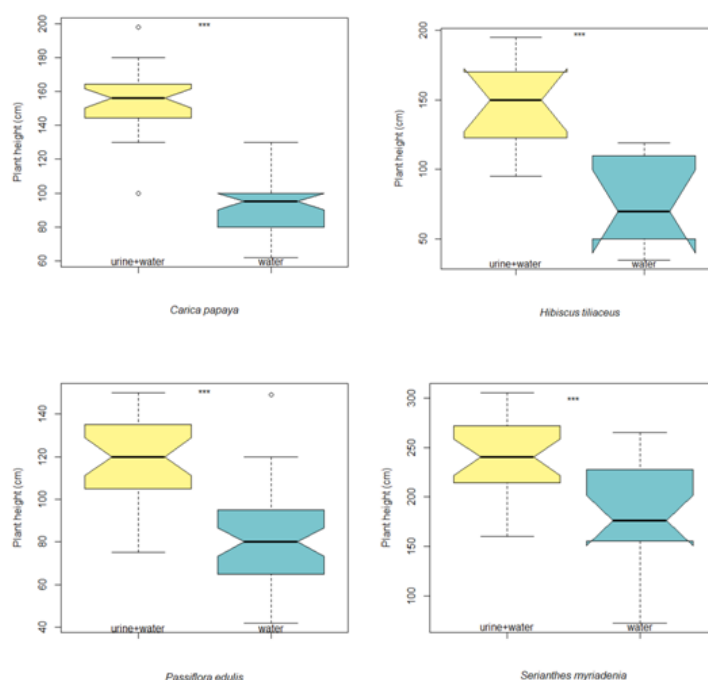 ***
Plant height (cm)
200
180
160
140
120
100
80
60
urine+water water
Carica papaya
***
Plant height (cm)
200
150
100
50
urine+water water
Hibiscus tiliaceus
***
Plant height (cm)
140
120
100
80
60
40
urine+water water
Passiflora edulis
***
Plant height (cm)
300
250
200
150
100
urine+water water
Serianthes myriadenia